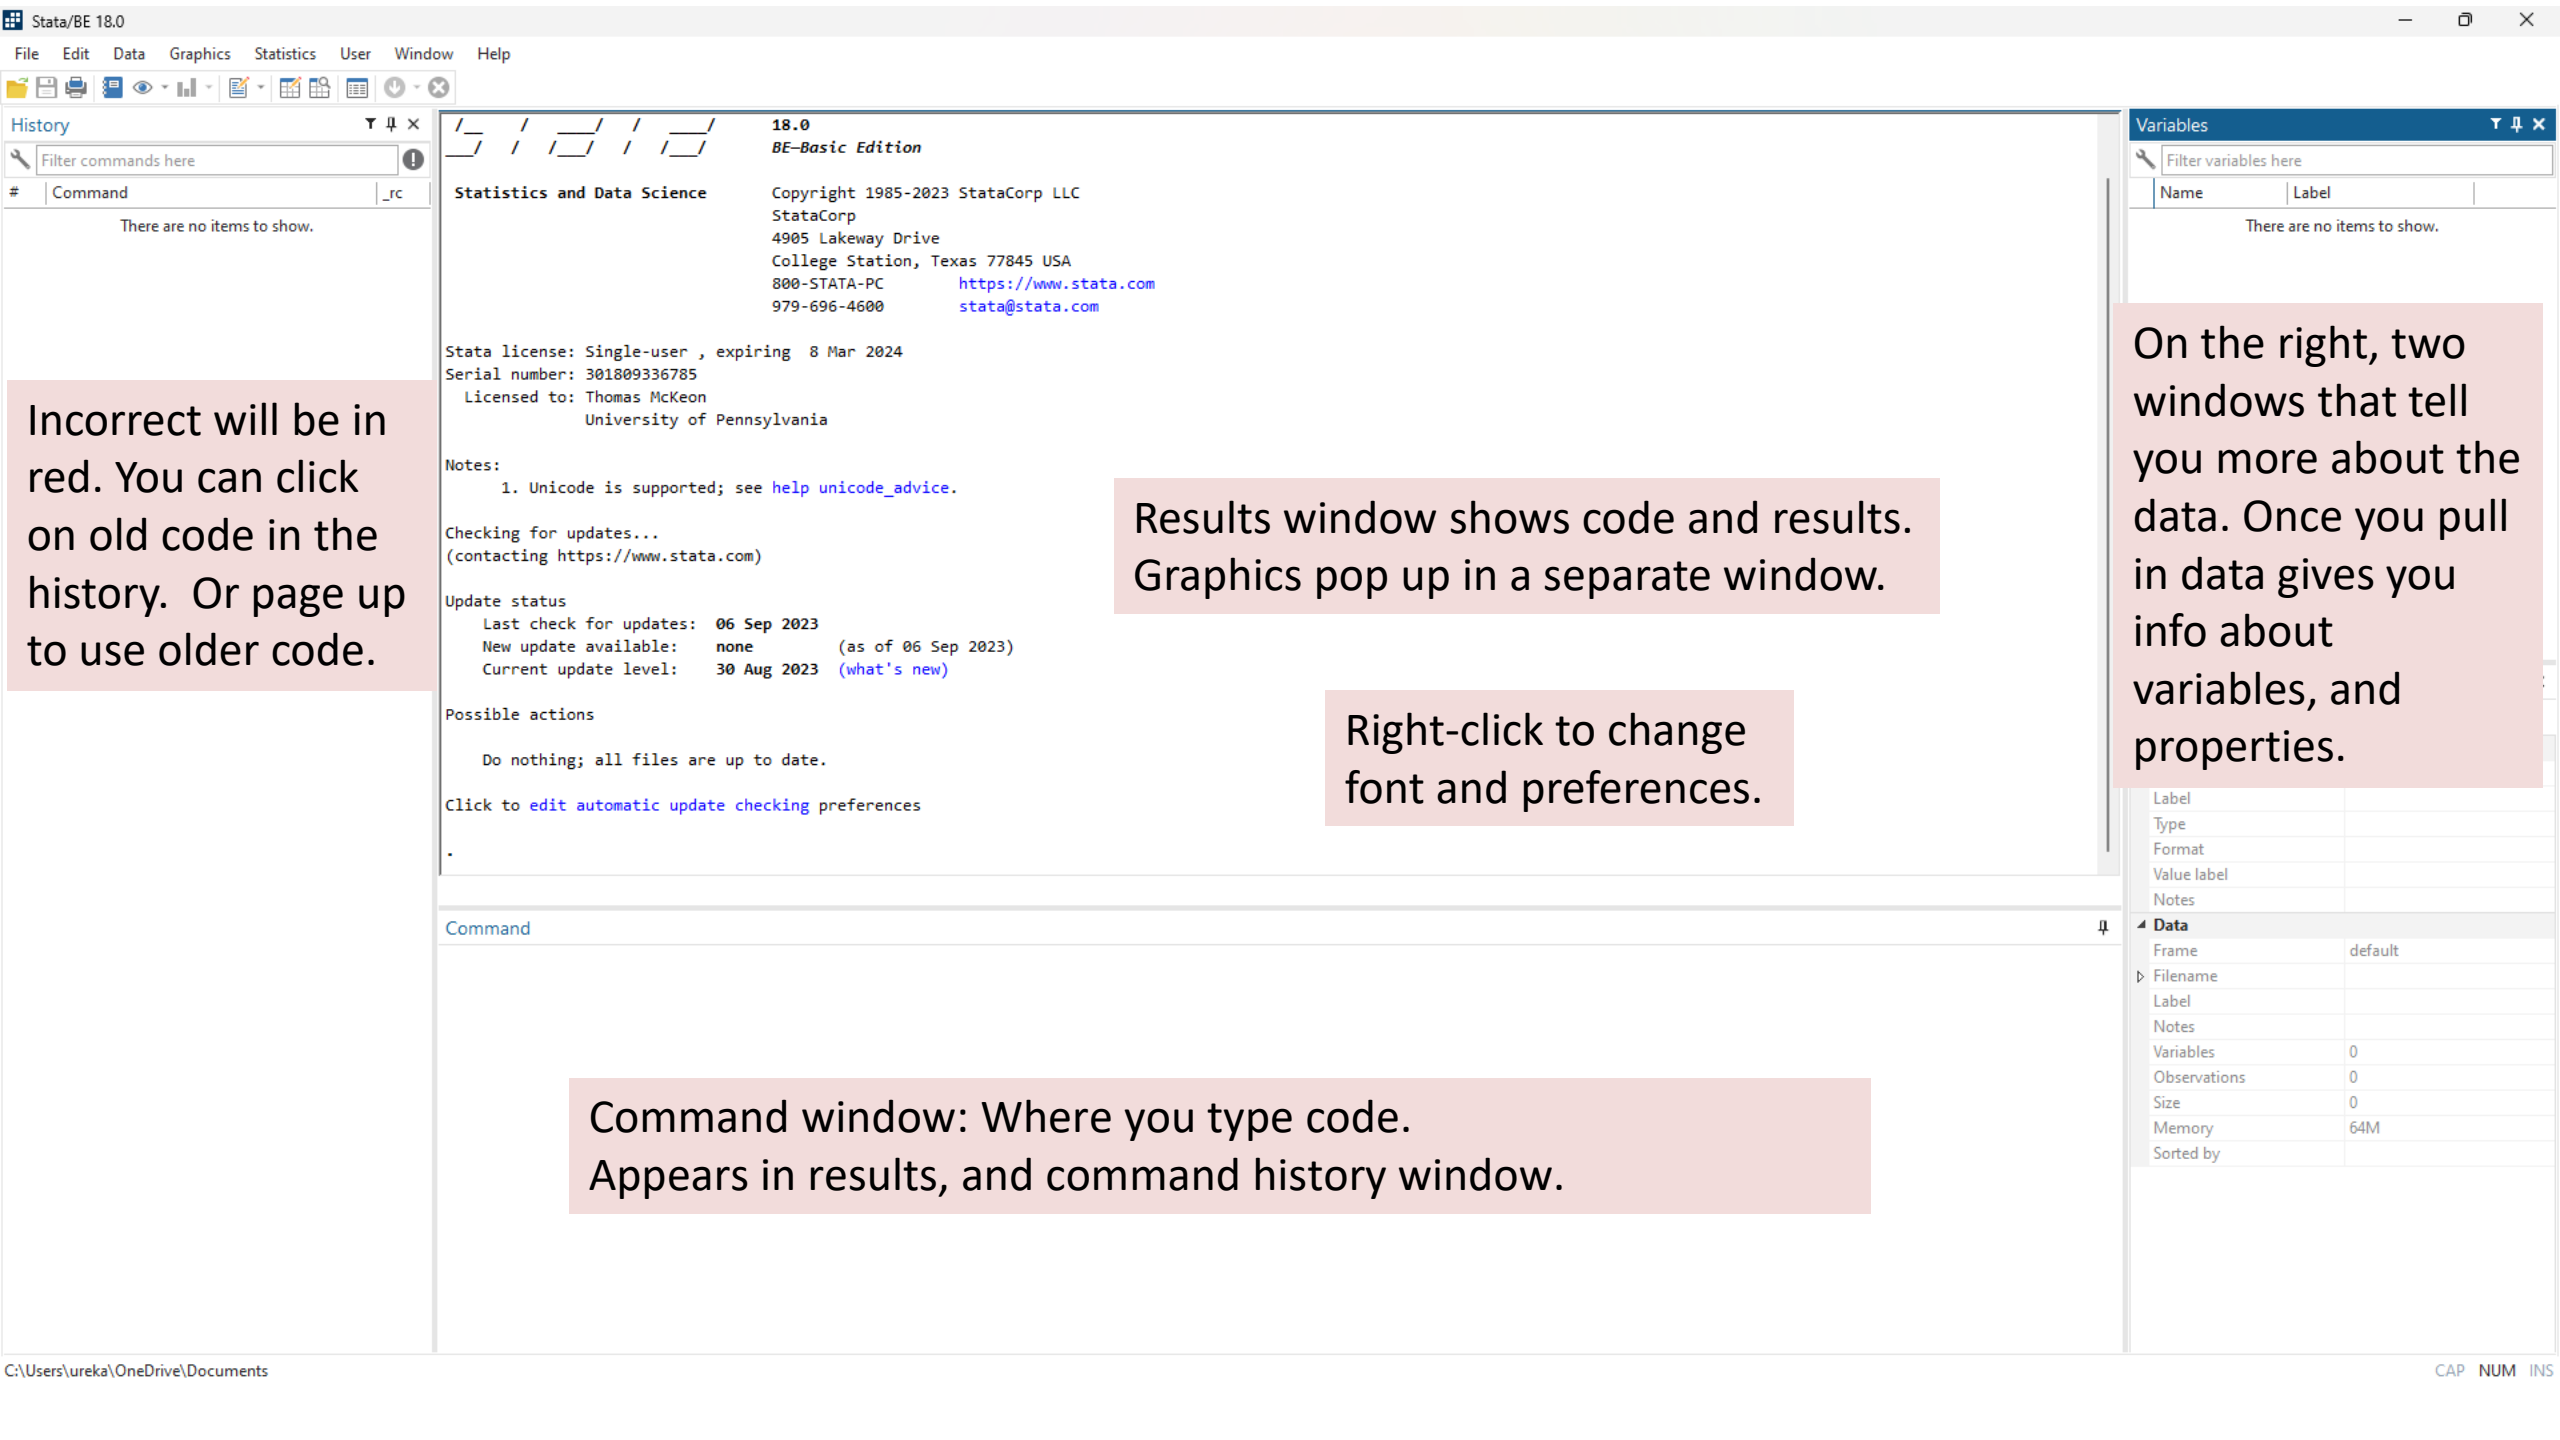 Stata/BE 18.0
File Edit Data Graphics Statistics User Window Help
History
Filter commands here
# Command _rc
There are no items to show.
Incorrect will be in
red. You can click
on old code in the
history.  Or page up
to use older code.
18.0
BE—Basic Edition
Statistics and Data Science Copyright 1985-2023 StataCorp LLC
StataCorp
4905 Lakeway Drive
College Station, Texas 77845 USA
800-STATA-PC https://www.stata.com
979-696-4600 stata@stata.com
Stata license: Single-user , expiring  8 Mar 2024
Serial number: 301809336785
Licensed to: Thomas McKeon
University of Pennsylvania
Notes:
1. Unicode is supported; see help unicode_advice.
Checking for updates...
(contacting https://www.stata.com)
Update status
Last check for updates: 06 Sep 2023
New update available: none (as of 06 Sep 2023)
Current update level: 30 Aug 2023 (what's new)
Possible actions
Do nothing; all files are up to date.
Click to edit automatic update checking preferences
.
Results window shows code and results.
Graphics pop up in a separate window.
Right-click to change
font and preferences.
Command
Command window: Where you type code.
Appears in results, and command history window.
Variables
Filter variables here
Name Label
There are no items to show.
On the right, two
windows that tell
you more about the
data. Once you pull
in data gives you
info about
variables, and
properties.
Label
Type
Format
Value label
Notes
Data
Frame default
Filename
Label
Notes
Variables 0
Observations 0
Size 0
Memory 64M
Sorted by
C:\Users\ureka\OneDrive\Documents
CAP NUM INS